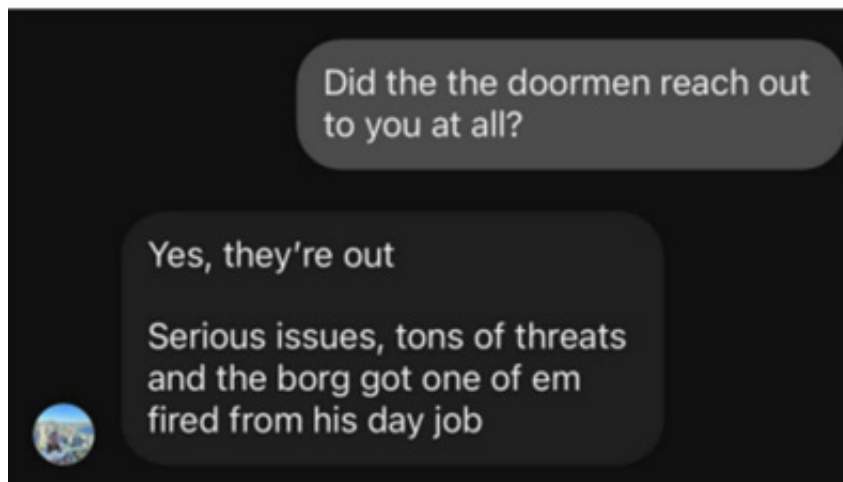 Did the the doormen reach out
to you at all?
Yes, they're out
Serious issues, tons of threats
and the borg got one of em
fired from his day job